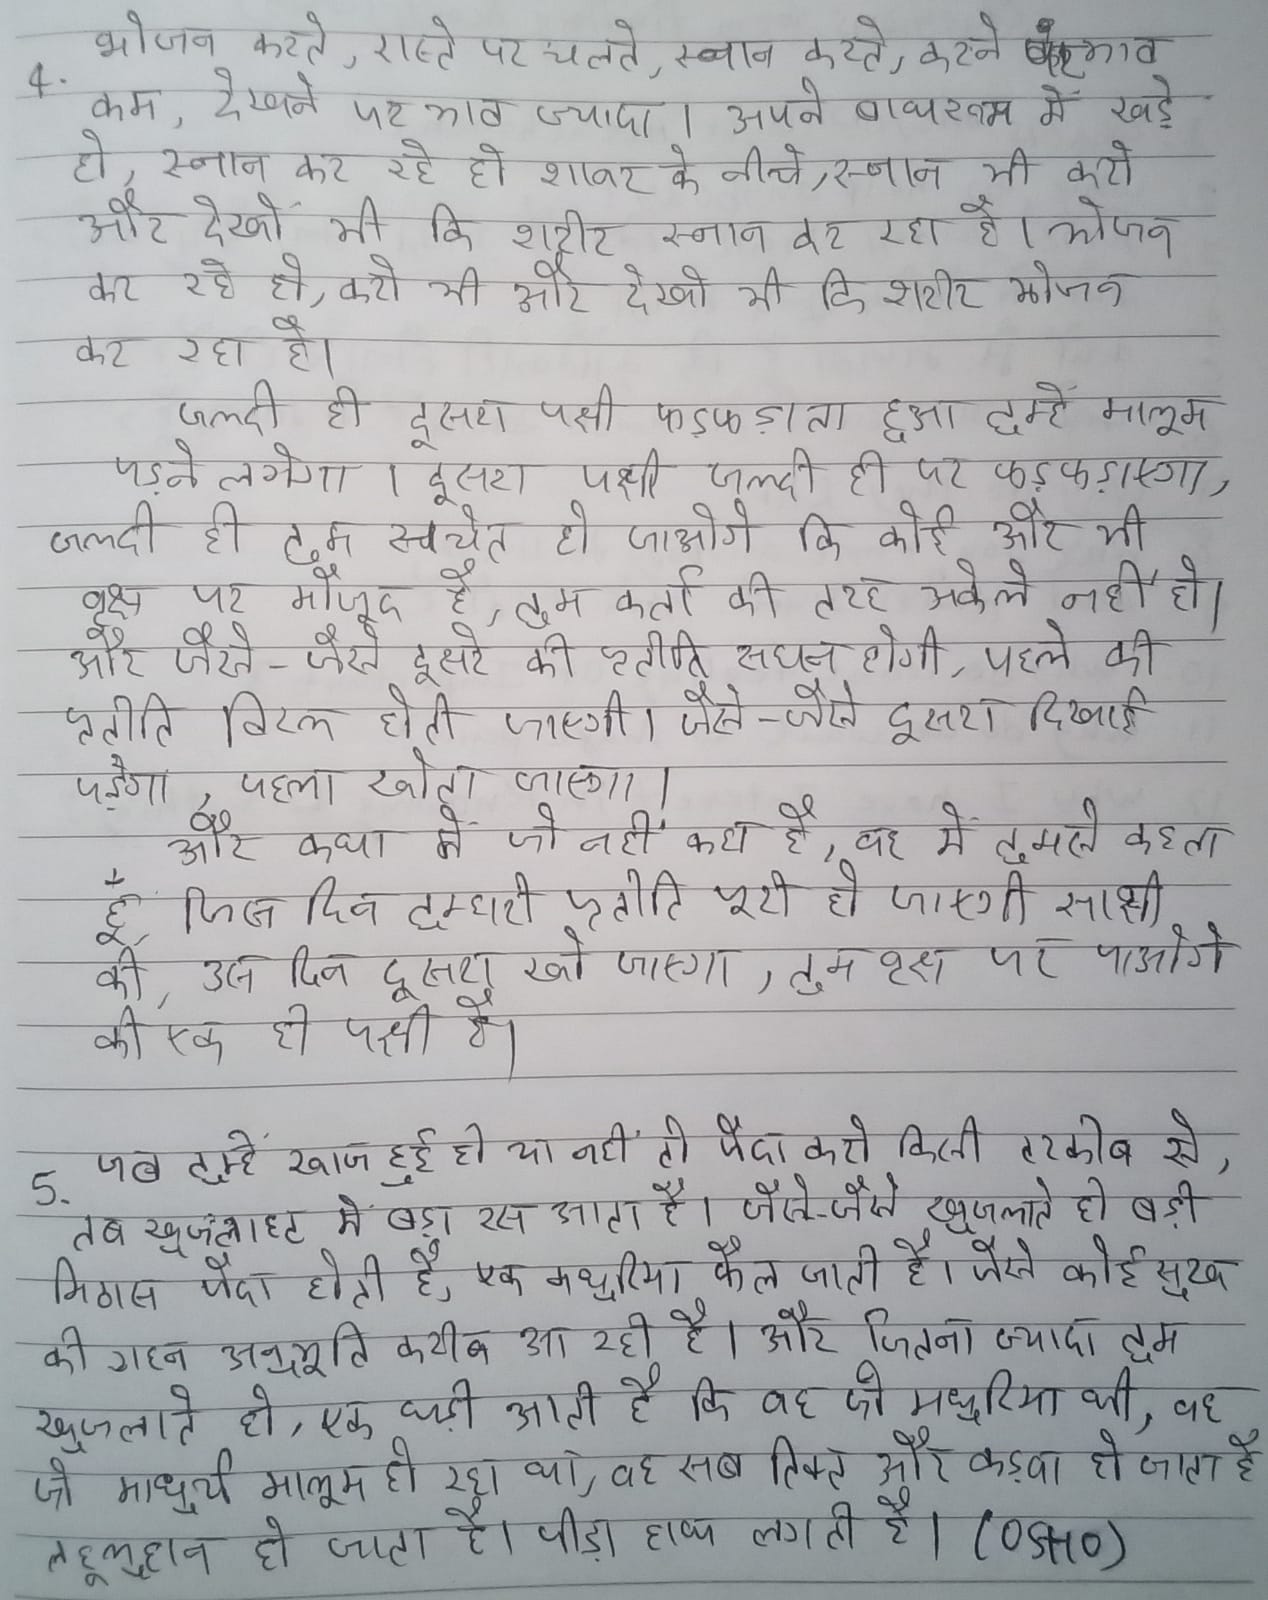 4. भोजन करते, रास्ते पर चलते, स्नान करते, करने पर भाव
कम, देखने पर भाव ज्यादा। अपने बाथरूम में खड़े
हो, स्नान कर रहे हो शावर के नीचे, स्नान भी करो
और देखो भी कि शरीर स्नान कर रहा है। भोजन
कर रहे हो, करो भी और देखो भी कि शरीर भोजन
कर रहा है।
जल्दी ही दूसरा पक्षी फड़फड़ाता हुआ तुम्हें मालूम
पड़ने लगेगा। दूसरा पक्षी जल्दी ही पर फड़फड़ाएगा,
जल्दी ही तुम सचेत हो जाओगे कि कोई और भी
वृक्ष पर मौजूद है, तुम कर्ता की तरह अकेले नहीं हो।
और जैसे-जैसे दूसरे की प्रतीति सघन होगी, पहले की
प्रतीति विरल होती जाएगी। जैसे-जैसे दूसरा दिखाई
पड़ेगा, पहला खोता जाएगा।
और कथा में जो नहीं कहा है, वह में तुमसे कहता
हूँ, जिस दिन तुम्हारी प्रतीति पूरी हो जाएगी साक्षी
की, उस दिन दूसरा खो जाएगा, तुम वृक्ष पर पाओगे
की एक ही पक्षी है।
5. जब तुम्हें खाज हुई हो या नहीं तो पैदा करो किसी तरकीब से,
तब खुजलाहट में बड़ा रस आता है। जैसे-जैसे खुजलाते हो बड़ी
मिठास पैदा होती है, एक मधुरिमा फैल जाती है। जैसे कोई सुख
की गहन अनुभूति करीब आ रही है। और जितना ज्यादा तुम
खुजलाते हो, एक घड़ी आती है कि वह जो मधुरिमा थी, वह
जो माधुर्य मालूम हो रहा था, वह सब तिक्त और कड़वा हो जाता है
लहूलुहान हो जाता है। पीड़ा हाथ लगती है। (OSHO)